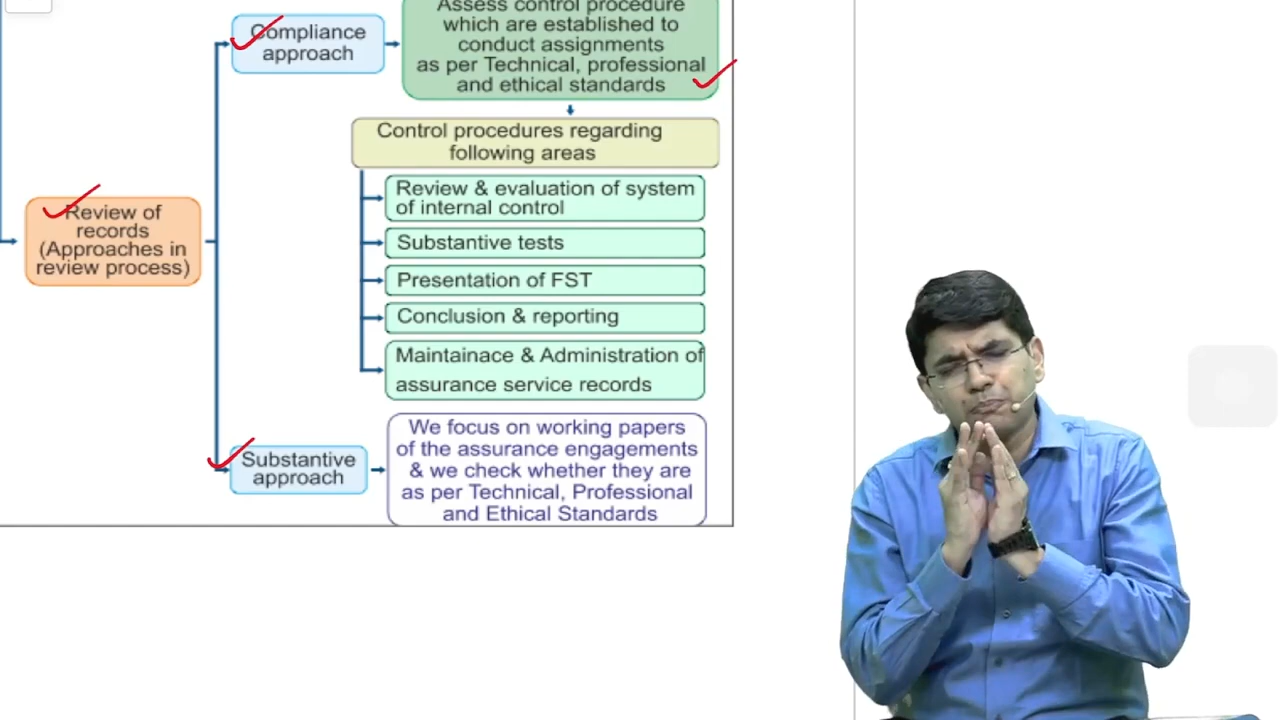 Compliance
approach
Assess control procedure
which are established to
conduct assignments
as per Technical, professional
and ethical standards
Control procedures regarding
following areas
Review & evaluation of system
of internal control
Substantive tests
Presentation of FST
Conclusion & reporting
Maintainace & Administration of
assurance service records
Review of
records
(Approaches in
review process)
Substantive
approach
We focus on working papers
of the assurance engagements
& we check whether they are
as per Technical, Professional
and Ethical Standards